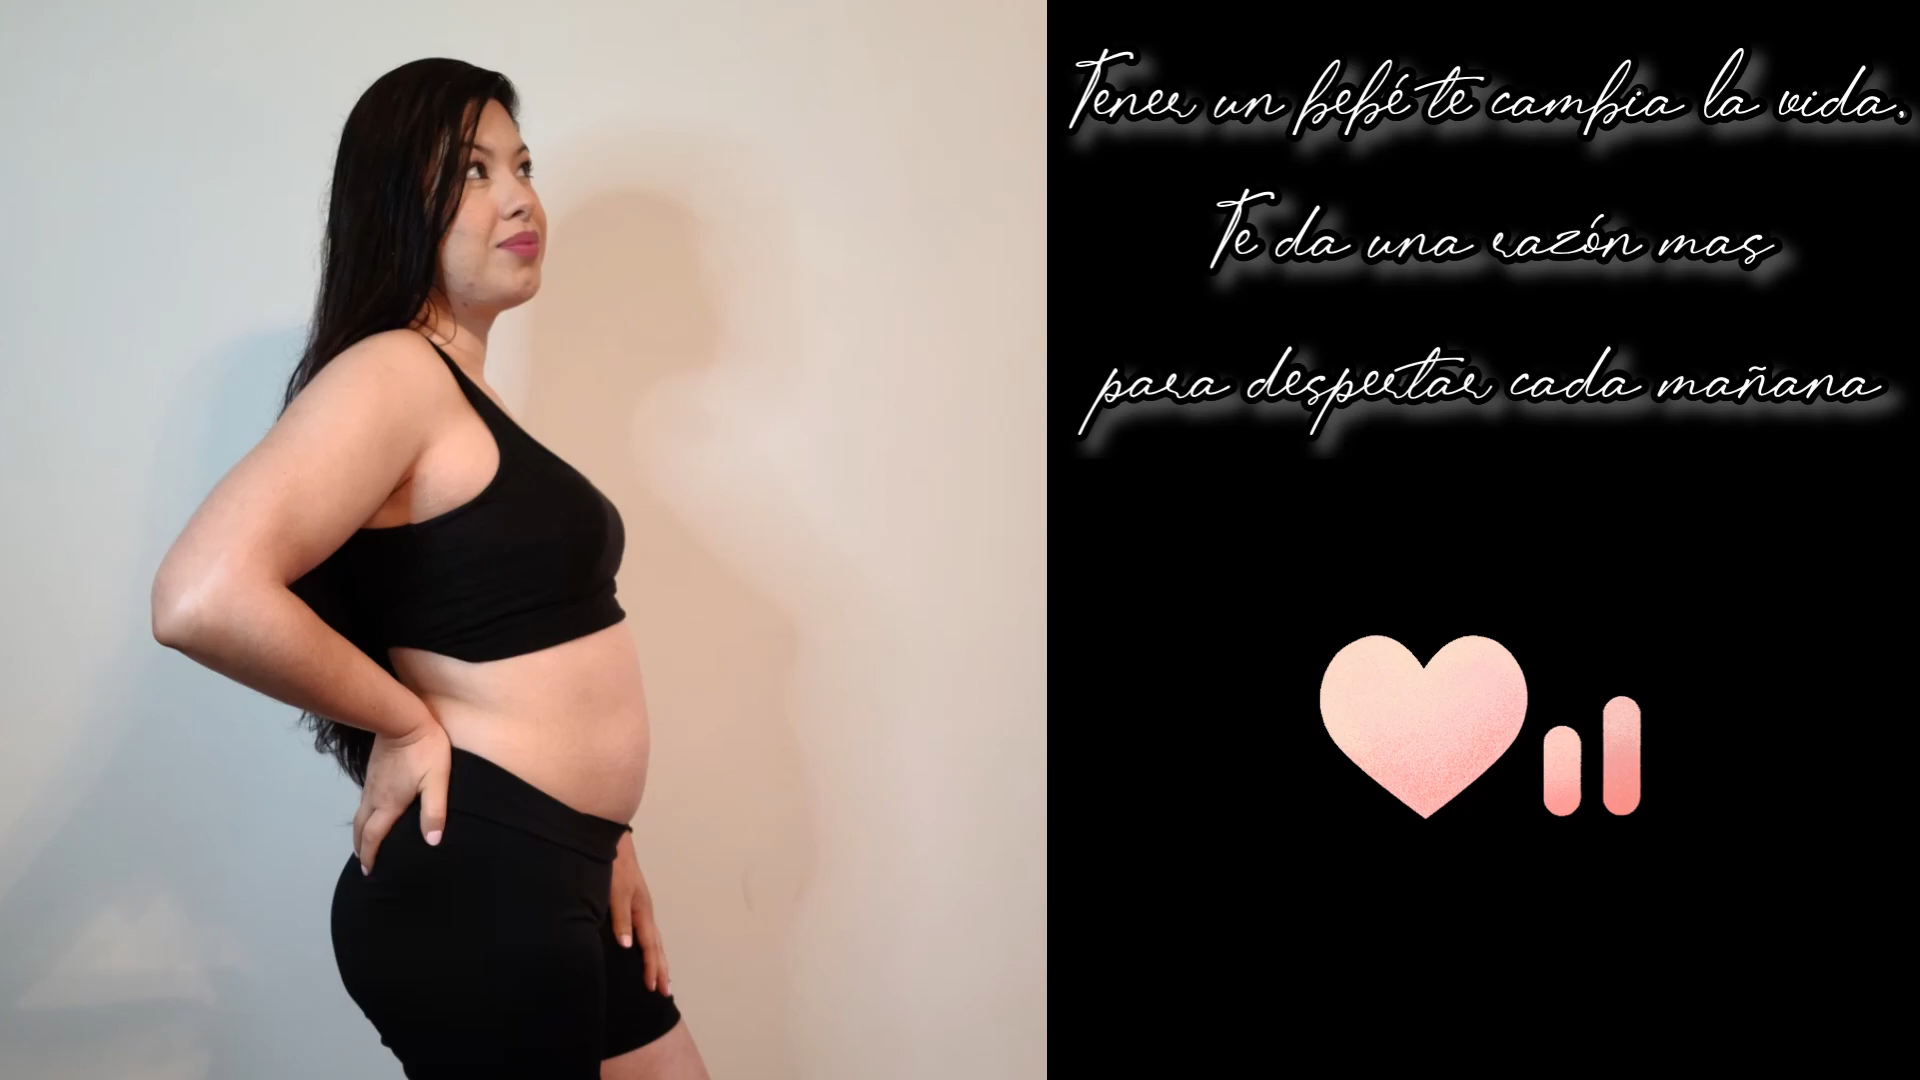 Tener un bebé te cambia la vida.
Te da una razón mas
para despertar cada mañana